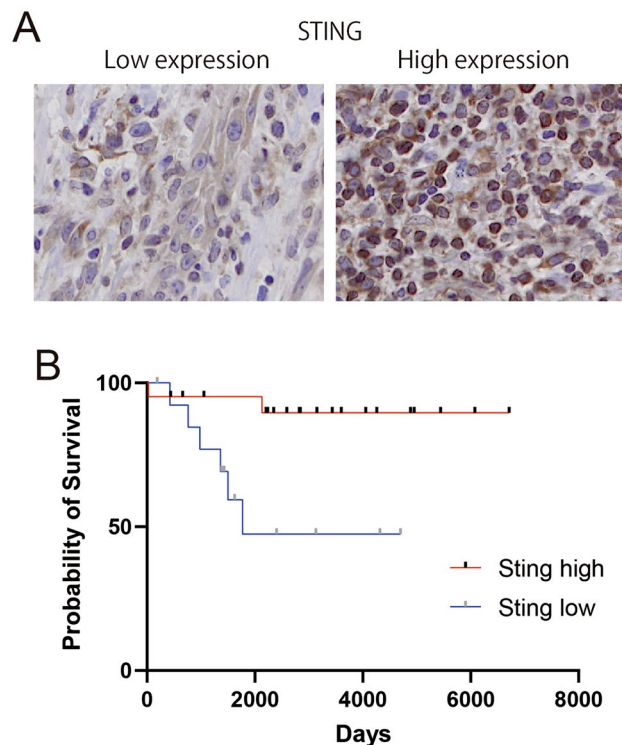 A
STING
Low expression
High expression
B
Probability of Survival
100
50
0
0
2000
4000
6000
8000
Days
Sting high
Sting low